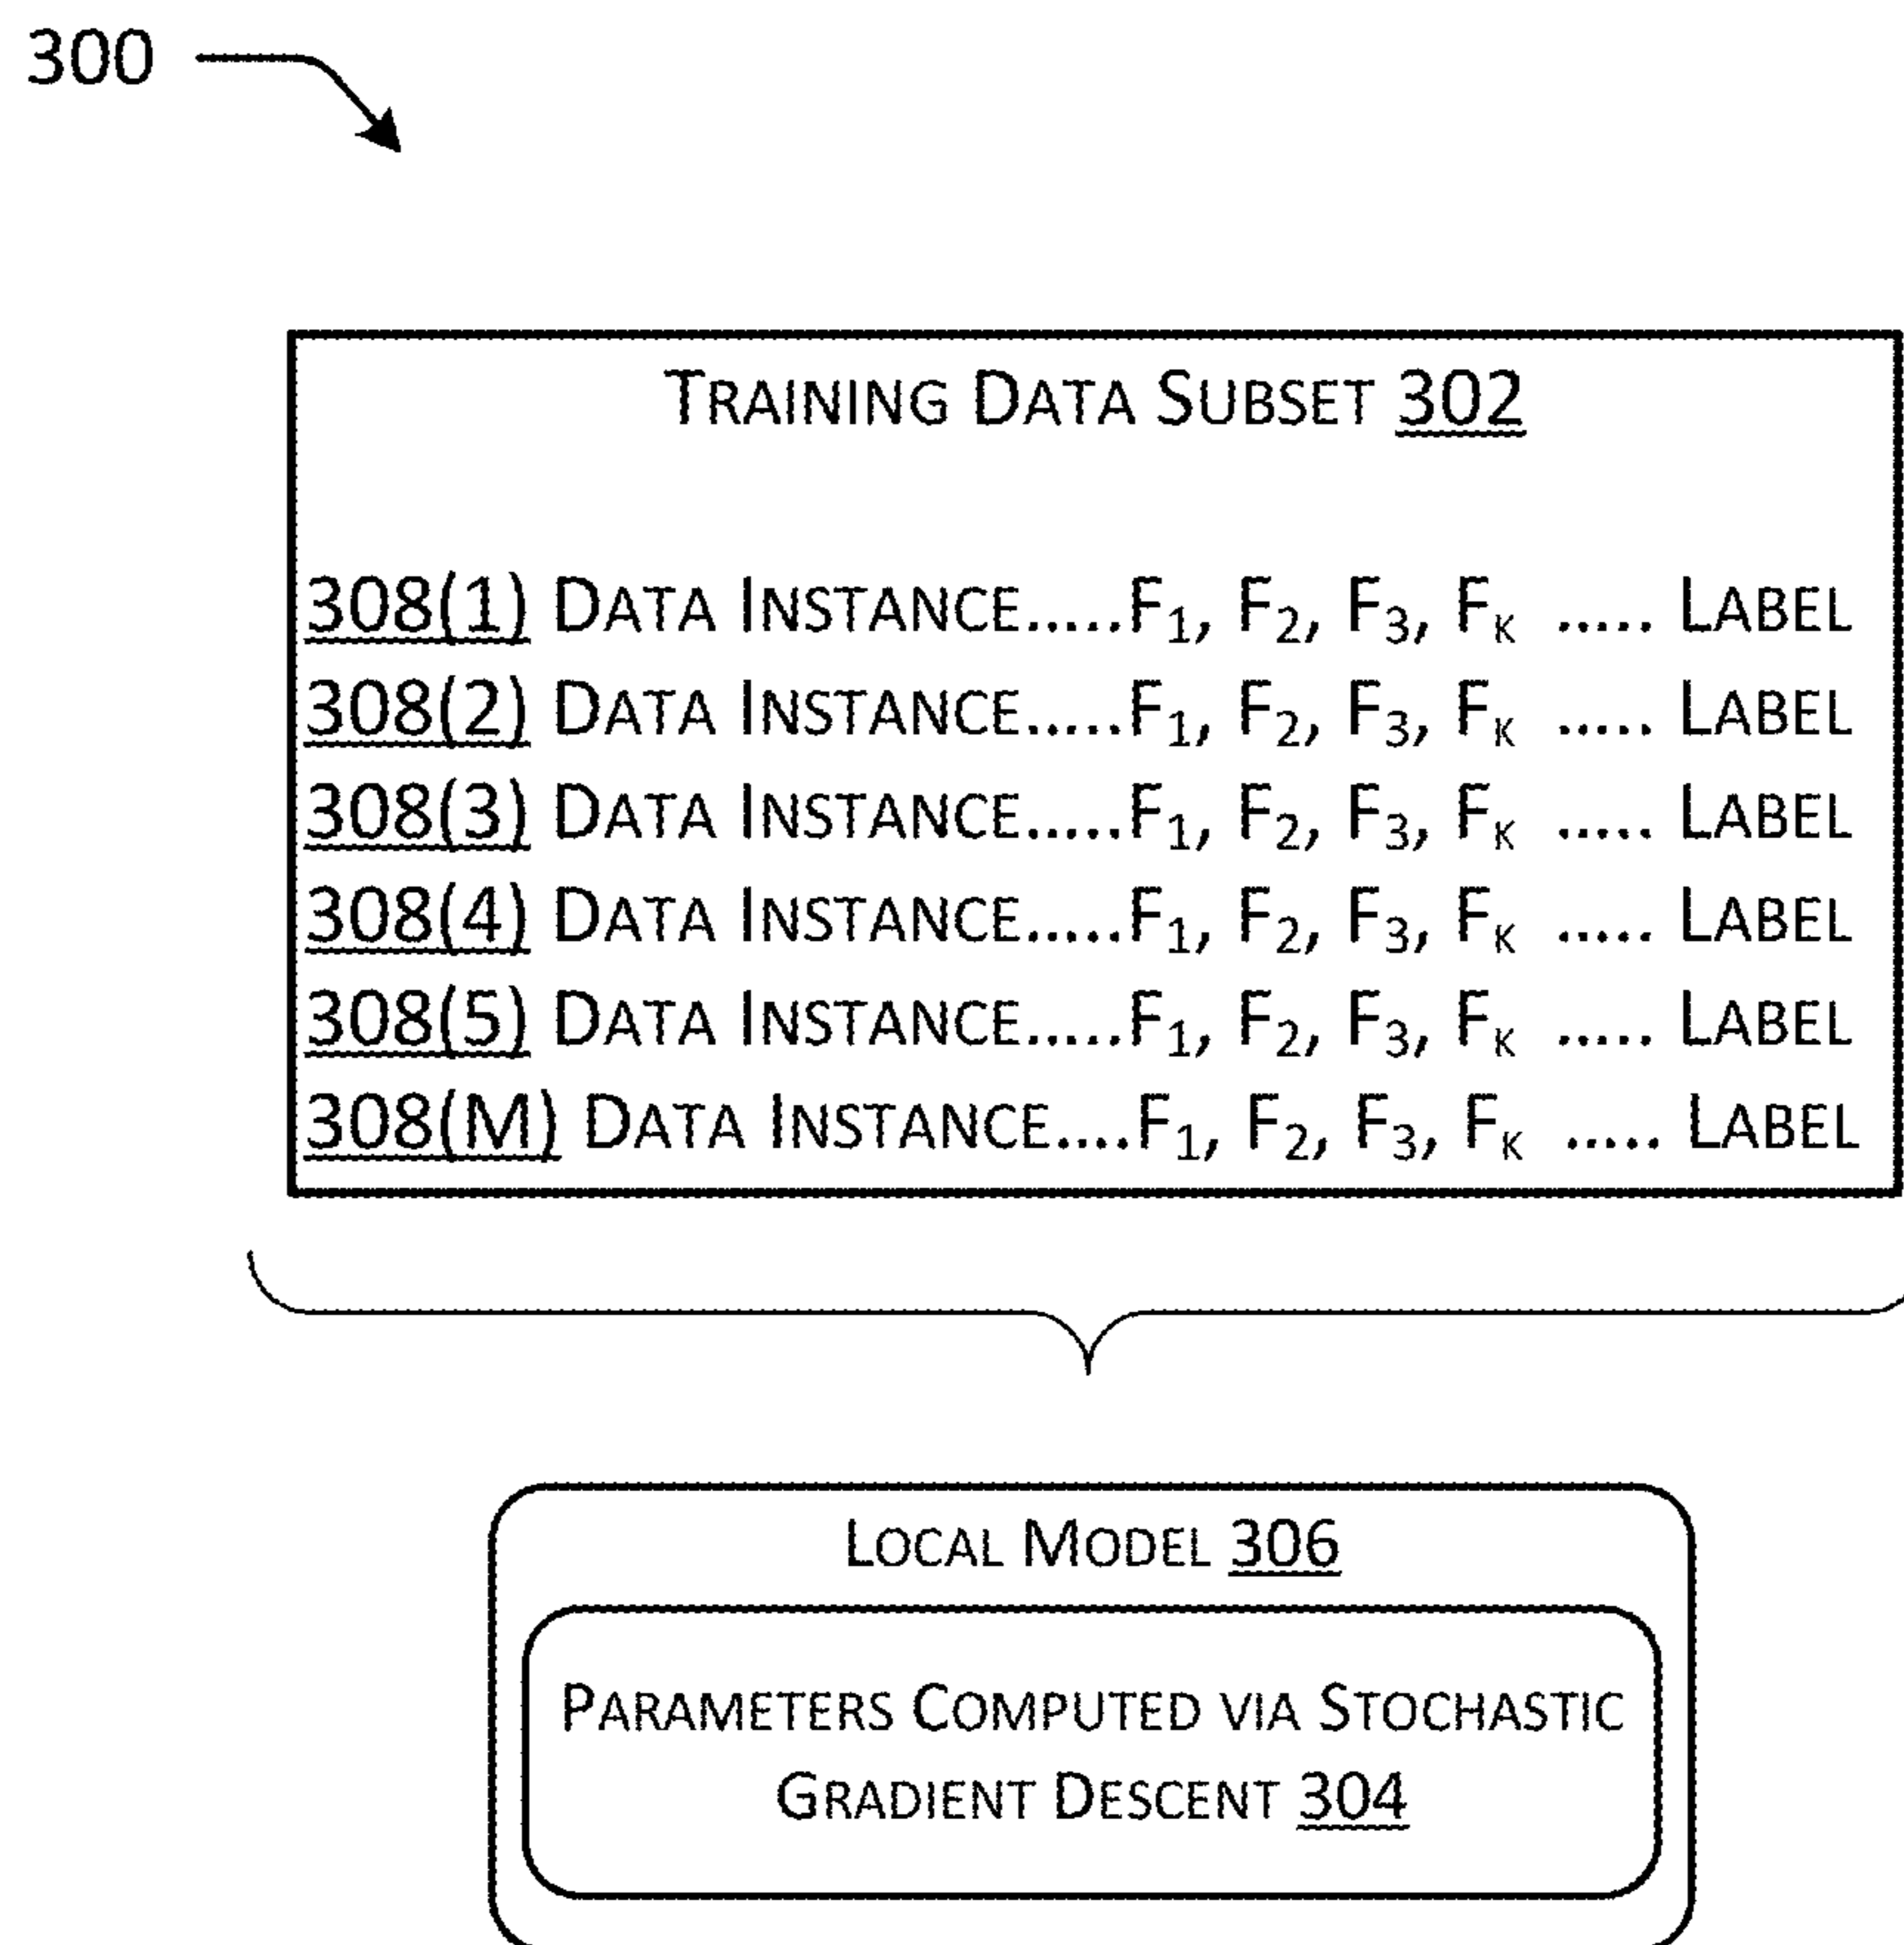 300
Training Data Subset 302
308(1) Data Instance.....F₁, F₂, F₃, Fₖ ..... Label
308(2) Data Instance.....F₁, F₂, F₃, Fₖ ..... Label
308(3) Data Instance.....F₁, F₂, F₃, Fₖ ..... Label
308(4) Data Instance.....F₁, F₂, F₃, Fₖ ..... Label
308(5) Data Instance.....F₁, F₂, F₃, Fₖ ..... Label
308(M) Data Instance....F₁, F₂, F₃, Fₖ ..... Label
Local Model 306
Parameters Computed via Stochastic
Gradient Descent 304